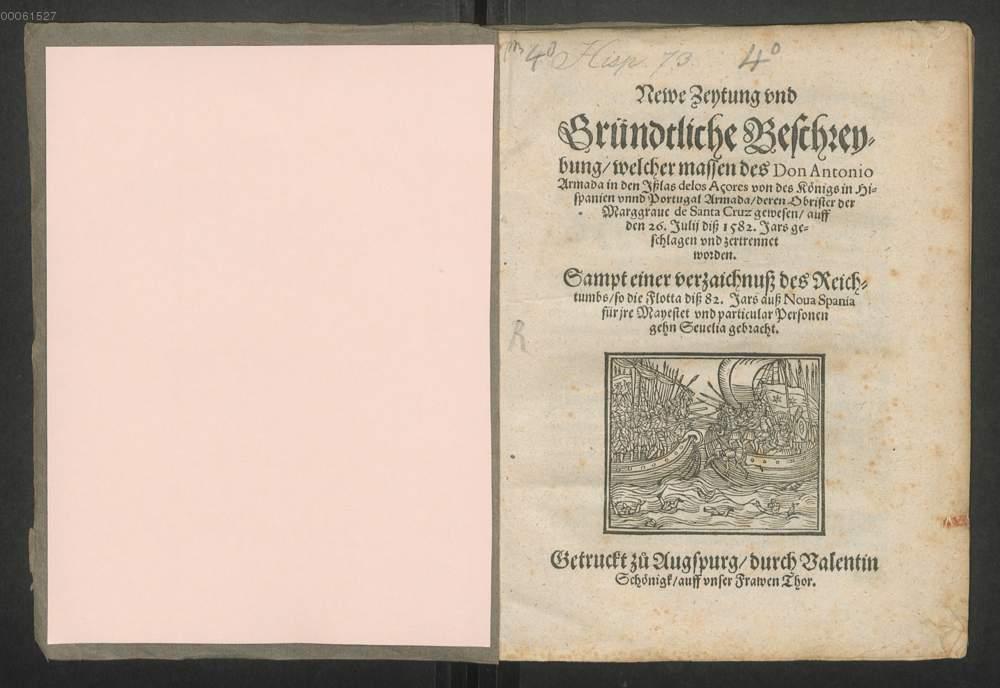 00061527
4° Hisp. 73. 4°
Newe Zeytung vnd
Gründtliche Beschrey-
bung/ welcher massen des Don Antonio
Armada in den Ißlas delos Açores von des Königs in Hi-
spanien vnnd Portugal Armada/ deren Obrister der
Marggraue de Santa Cruz gewesen/ auff
den 26. Julij diß 1582. Jars ge-
schlagen vnd zertrennet
worden.
Sampt einer verzaichnuß des Reich-
tumbs/ so die Flotta diß 82. Jars auß Noua Spania
für jre Mayestet vnd particular Personen
gehn Seuelia gebracht.
R
Getruckt zů Augspurg/ durch Valentin
Schönigk/ auff vnser Frawen Thor.